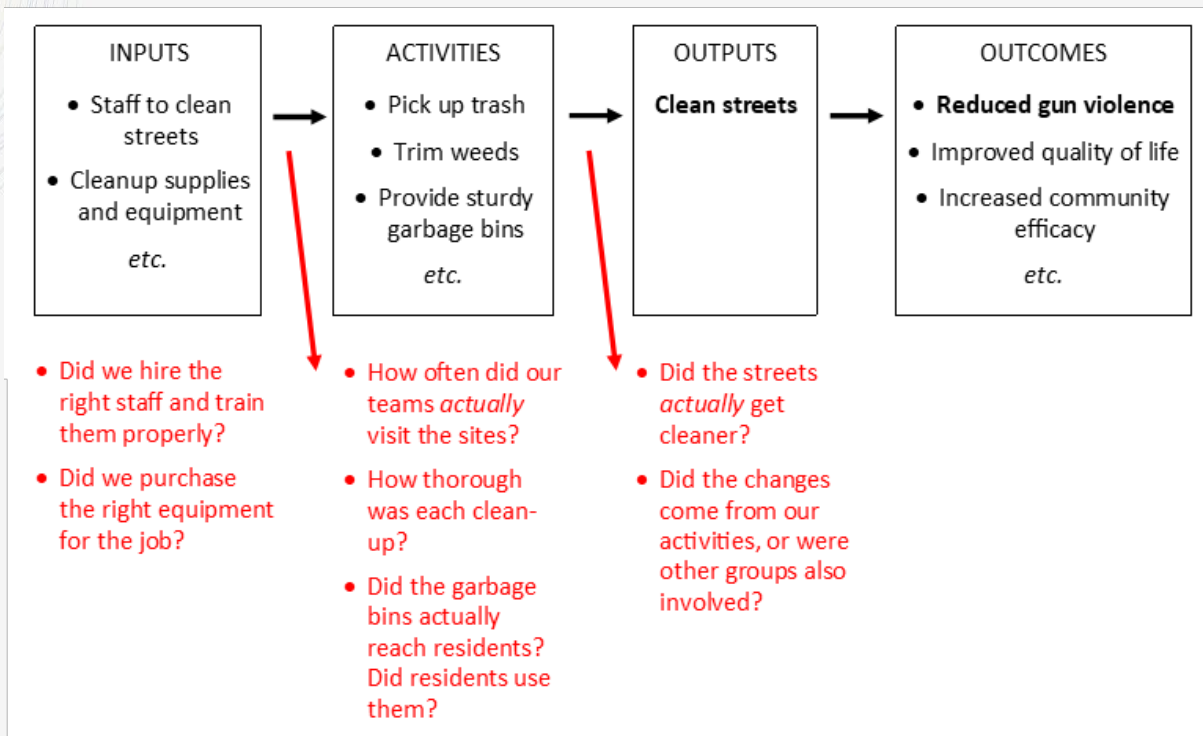 INPUTS
• Staff to clean
streets
• Cleanup supplies
and equipment
etc.
ACTIVITIES
• Pick up trash
• Trim weeds
• Provide sturdy
garbage bins
etc.
OUTPUTS
Clean streets
OUTCOMES
• Reduced gun violence
• Improved quality of life
• Increased community
efficacy
etc.
• Did we hire the
right staff and train
them properly?
• Did we purchase
the right equipment
for the job?
• How often did our
teams actually
visit the sites?
• How thorough
was each clean-
up?
• Did the garbage
bins actually
reach residents?
Did residents use
them?
• Did the streets
actually get
cleaner?
• Did the changes
come from our
activities, or were
other groups also
involved?